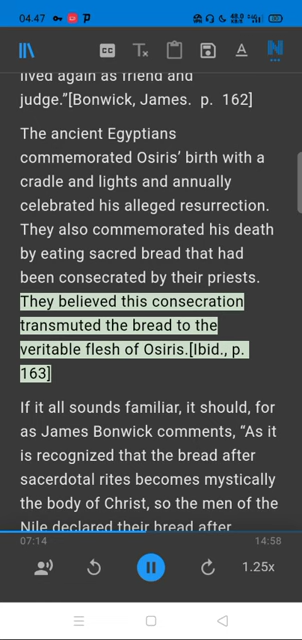 04.47
CC
lived again as friend and
judge."[Bonwick, James. p. 162]
The ancient Egyptians
commemorated Osiris' birth with a
cradle and lights and annually
celebrated his alleged resurrection.
They also commemorated his death
by eating sacred bread that had
been consecrated by their priests.
They believed this consecration
transmuted the bread to the
veritable flesh of Osiris.[Ibid., p.
163]
If it all sounds familiar, it should, for
as James Bonwick comments, "As it
is recognized that the bread after
sacerdotal rites becomes mystically
the body of Christ, so the men of the
Nile declared their bread after
07:14
14:58
1.25x